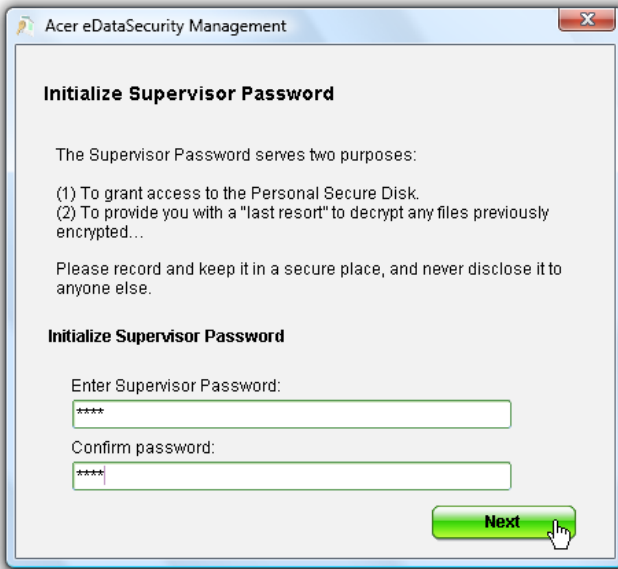 Acer eDataSecurity Management
Initialize Supervisor Password
The Supervisor Password serves two purposes:
(1) To grant access to the Personal Secure Disk.
(2) To provide you with a "last resort" to decrypt any files previously
encrypted...
Please record and keep it in a secure place, and never disclose it to
anyone else.
Initialize Supervisor Password
Enter Supervisor Password:
****
Confirm password:
****
Next